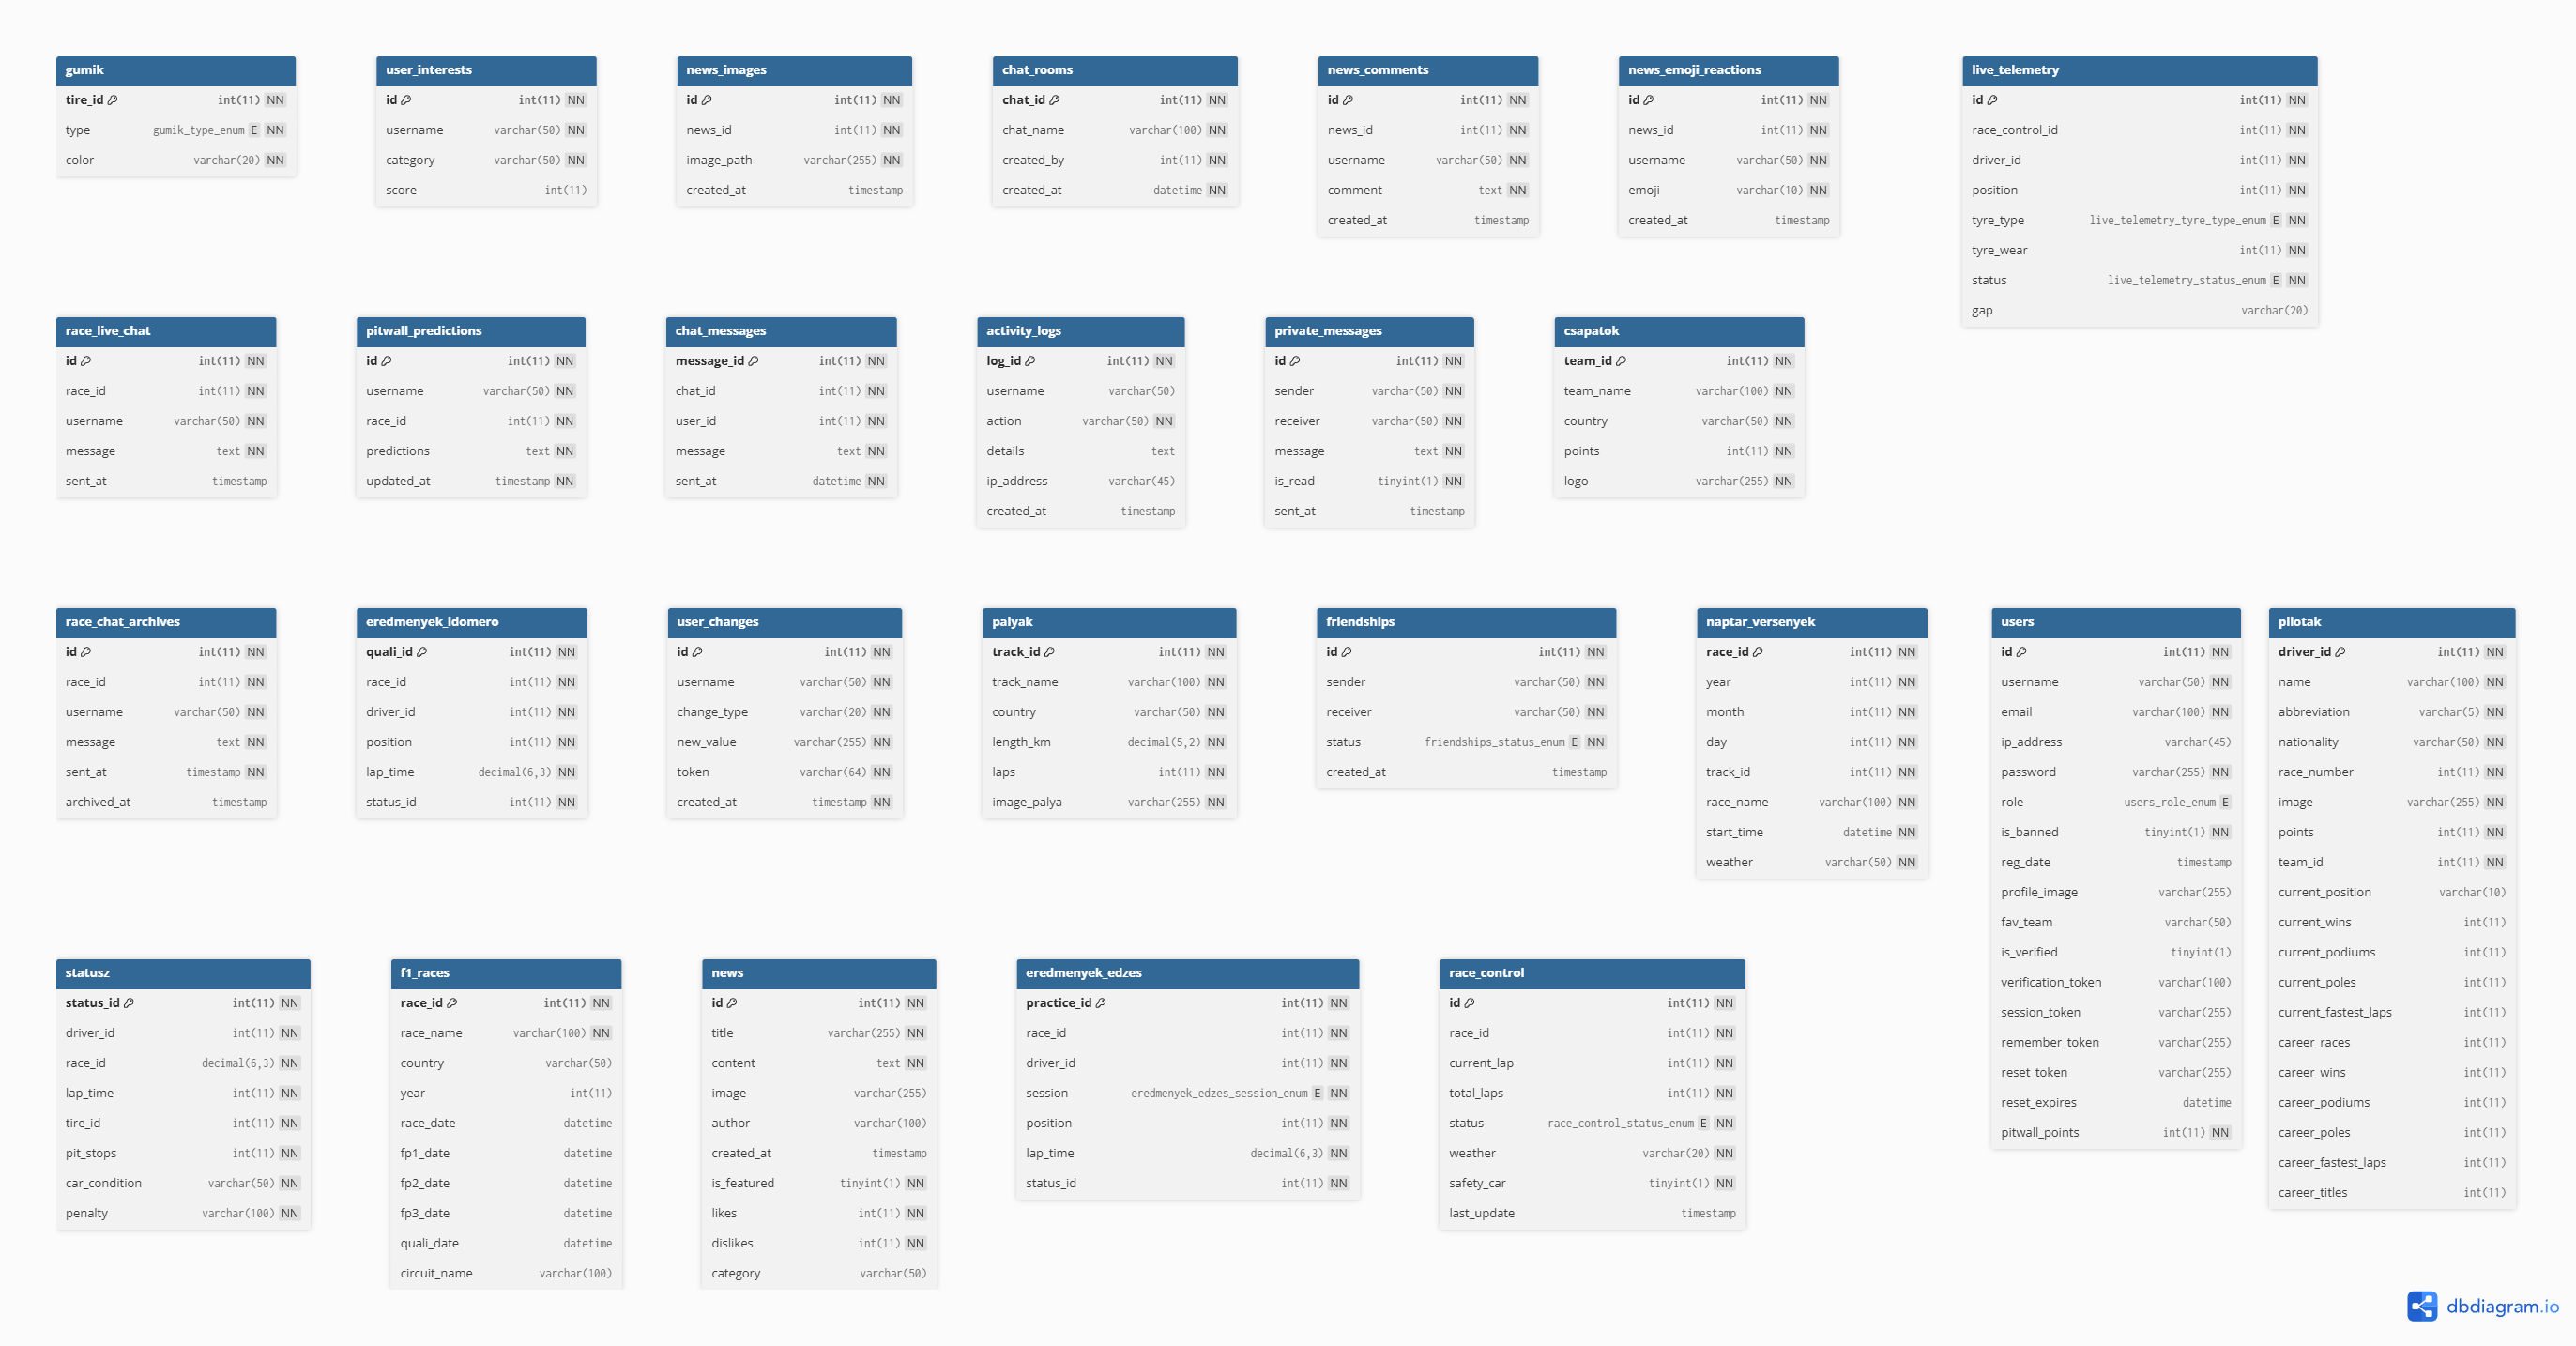 gumik
tire_id int(11) NN
type gumik_type_enum E NN
color varchar(20) NN
user_interests
id int(11) NN
username varchar(50) NN
category varchar(50) NN
score int(11)
news_images
id int(11) NN
news_id int(11) NN
image_path varchar(255) NN
created_at timestamp
chat_rooms
chat_id int(11) NN
chat_name varchar(100) NN
created_by int(11) NN
created_at datetime NN
news_comments
id int(11) NN
news_id int(11) NN
username varchar(50) NN
comment text NN
created_at timestamp
news_emoji_reactions
id int(11) NN
news_id int(11) NN
username varchar(50) NN
emoji varchar(10) NN
created_at timestamp
live_telemetry
id int(11) NN
race_control_id int(11) NN
driver_id int(11) NN
position int(11) NN
tyre_type live_telemetry_tyre_type_enum E NN
tyre_wear int(11) NN
status live_telemetry_status_enum E NN
gap varchar(20)
race_live_chat
id int(11) NN
race_id int(11) NN
username varchar(50) NN
message text NN
sent_at timestamp
pitwall_predictions
id int(11) NN
username varchar(50) NN
race_id int(11) NN
predictions text NN
updated_at timestamp NN
chat_messages
message_id int(11) NN
chat_id int(11) NN
user_id int(11) NN
message text NN
sent_at datetime NN
activity_logs
log_id int(11) NN
username varchar(50)
action varchar(50) NN
details text
ip_address varchar(45)
created_at timestamp
private_messages
id int(11) NN
sender varchar(50) NN
receiver varchar(50) NN
message text NN
is_read tinyint(1) NN
sent_at timestamp
csapatok
team_id int(11) NN
team_name varchar(100) NN
country varchar(50) NN
points int(11) NN
logo varchar(255) NN
race_chat_archives
id int(11) NN
race_id int(11) NN
username varchar(50) NN
message text NN
sent_at timestamp NN
archived_at timestamp
eredmenyek_idomero
quali_id int(11) NN
race_id int(11) NN
driver_id int(11) NN
position int(11) NN
lap_time decimal(6,3) NN
status_id int(11) NN
user_changes
id int(11) NN
username varchar(50) NN
change_type varchar(20) NN
new_value varchar(255) NN
token varchar(64) NN
created_at timestamp NN
palyak
track_id int(11) NN
track_name varchar(100) NN
country varchar(50) NN
length_km decimal(5,2) NN
laps int(11) NN
image_palya varchar(255) NN
friendships
id int(11) NN
sender varchar(50) NN
receiver varchar(50) NN
status friendships_status_enum E NN
created_at timestamp
naptar_versenyek
race_id int(11) NN
year int(11) NN
month int(11) NN
day int(11) NN
track_id int(11) NN
race_name varchar(100) NN
start_time datetime NN
weather varchar(50) NN
users
id int(11) NN
username varchar(50) NN
email varchar(100) NN
ip_address varchar(45)
password varchar(255) NN
role users_role_enum E
is_banned tinyint(1) NN
reg_date timestamp
profile_image varchar(255)
fav_team varchar(50)
is_verified tinyint(1)
verification_token varchar(100)
session_token varchar(255)
remember_token varchar(255)
reset_token varchar(255)
reset_expires datetime
pitwall_points int(11) NN
pilotak
driver_id int(11) NN
name varchar(100) NN
abbreviation varchar(5) NN
nationality varchar(50) NN
race_number int(11) NN
image varchar(255) NN
points int(11) NN
team_id int(11) NN
current_position varchar(10)
current_wins int(11)
current_podiums int(11)
current_poles int(11)
current_fastest_laps int(11)
career_races int(11)
career_wins int(11)
career_podiums int(11)
career_poles int(11)
career_fastest_laps int(11)
career_titles int(11)
statusz
status_id int(11) NN
driver_id int(11) NN
race_id decimal(6,3) NN
lap_time int(11) NN
tire_id int(11) NN
pit_stops int(11) NN
car_condition varchar(50) NN
penalty varchar(100) NN
f1_races
race_id int(11) NN
race_name varchar(100) NN
country varchar(50)
year int(11)
race_date datetime
fp1_date datetime
fp2_date datetime
fp3_date datetime
quali_date datetime
circuit_name varchar(100)
news
id int(11) NN
title varchar(255) NN
content text NN
image varchar(255)
author varchar(100)
created_at timestamp
is_featured tinyint(1) NN
likes int(11) NN
dislikes int(11) NN
category varchar(50)
eredmenyek_edzes
practice_id int(11) NN
race_id int(11) NN
driver_id int(11) NN
session eredmenyek_edzes_session_enum E NN
position int(11) NN
lap_time decimal(6,3) NN
status_id int(11) NN
race_control
id int(11) NN
race_id int(11) NN
current_lap int(11) NN
total_laps int(11) NN
status race_control_status_enum E NN
weather varchar(20) NN
safety_car tinyint(1) NN
last_update timestamp
dbdiagram.io